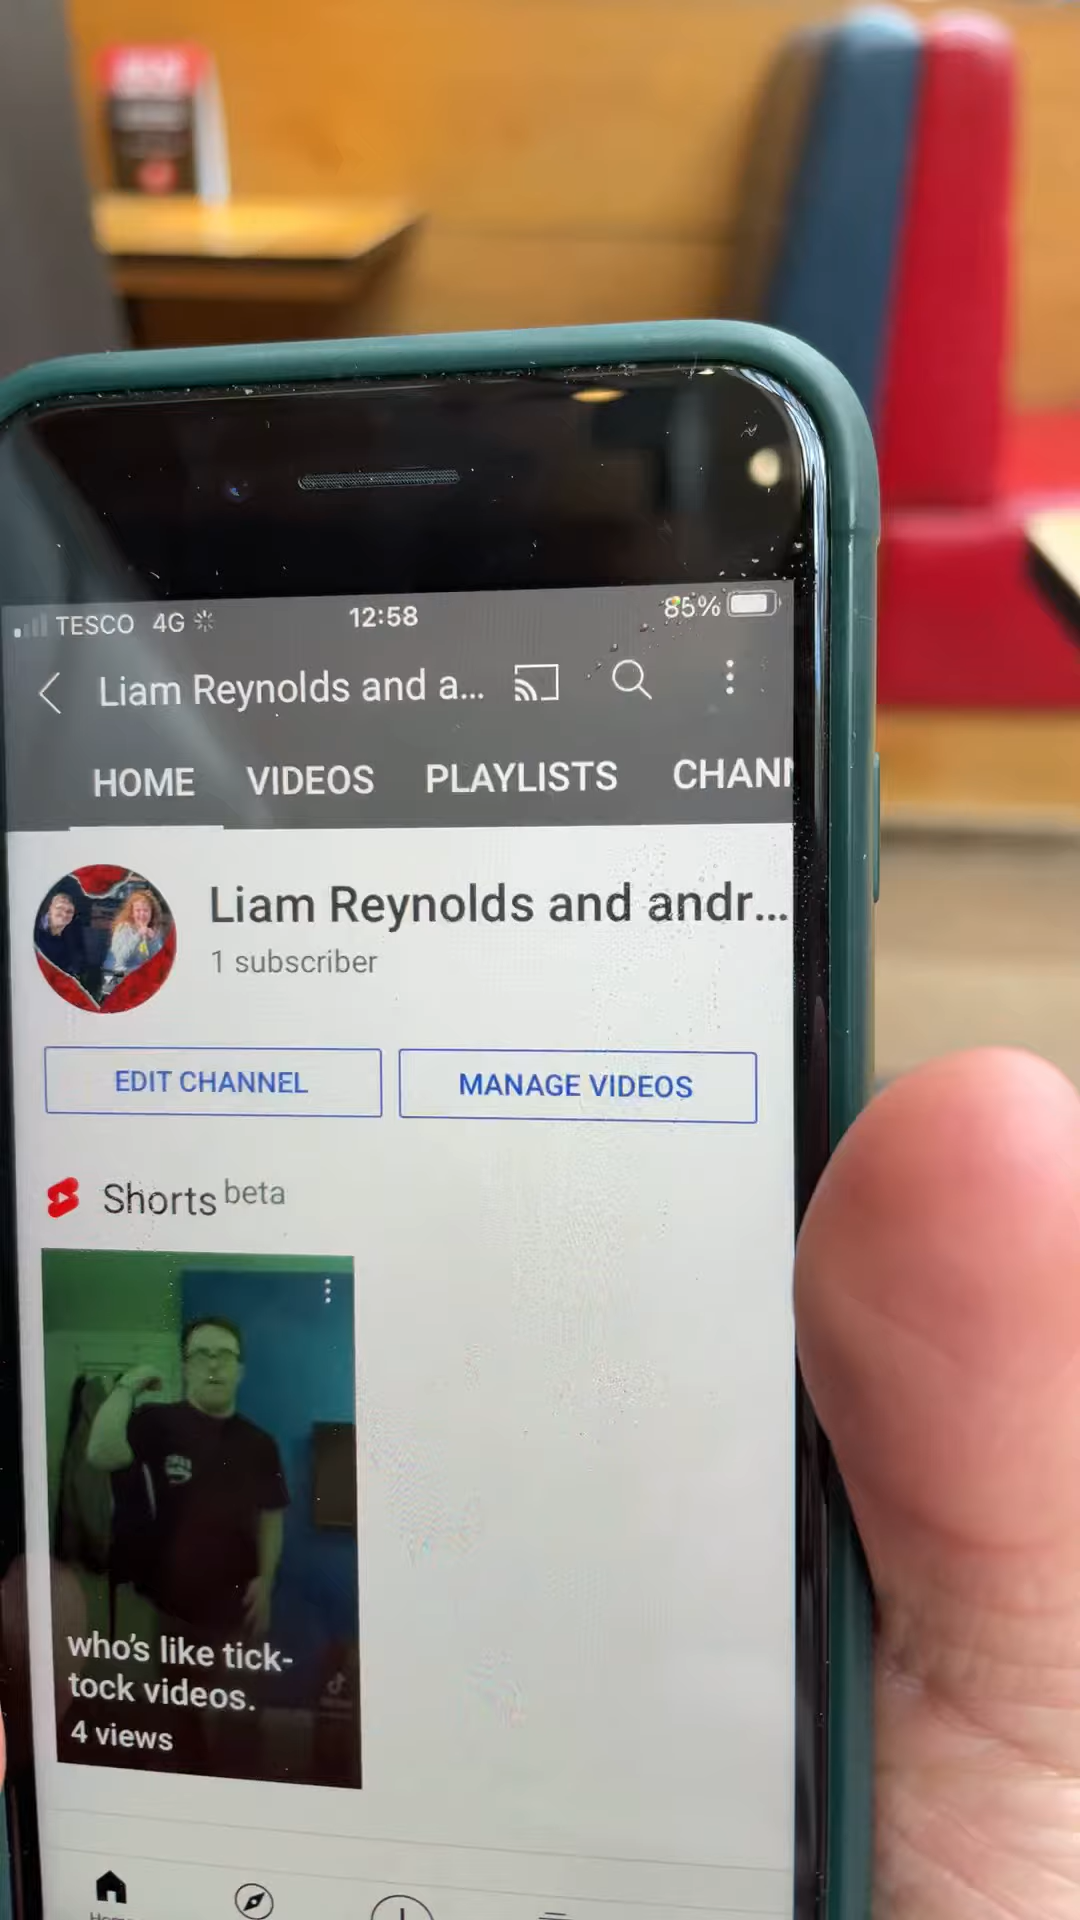 TESCO 4G 12:58 85%
Liam Reynolds and a...
HOME VIDEOS PLAYLISTS CHANN
Liam Reynolds and andr...
1 subscriber
EDIT CHANNEL MANAGE VIDEOS
Shorts beta
who's like tick-
tock videos.
4 views